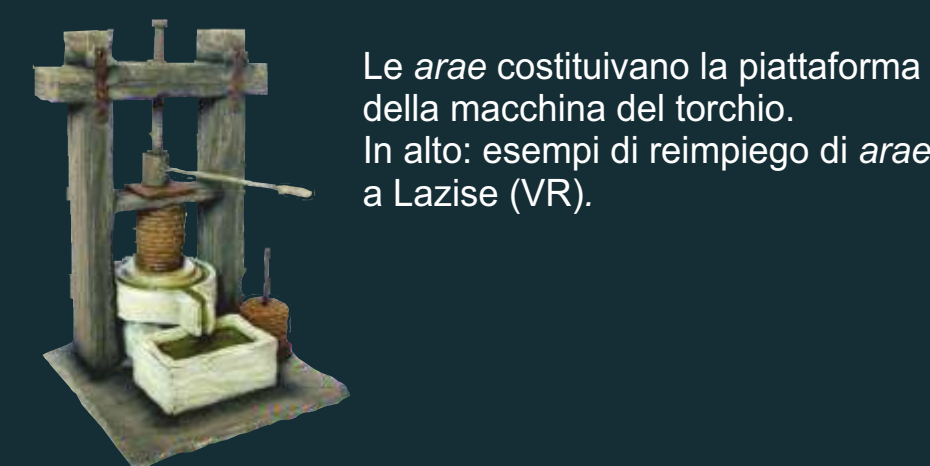 Le arae costituivano la piattaforma
della macchina del torchio.
In alto: esempi di reimpiego di arae
a Lazise (VR).